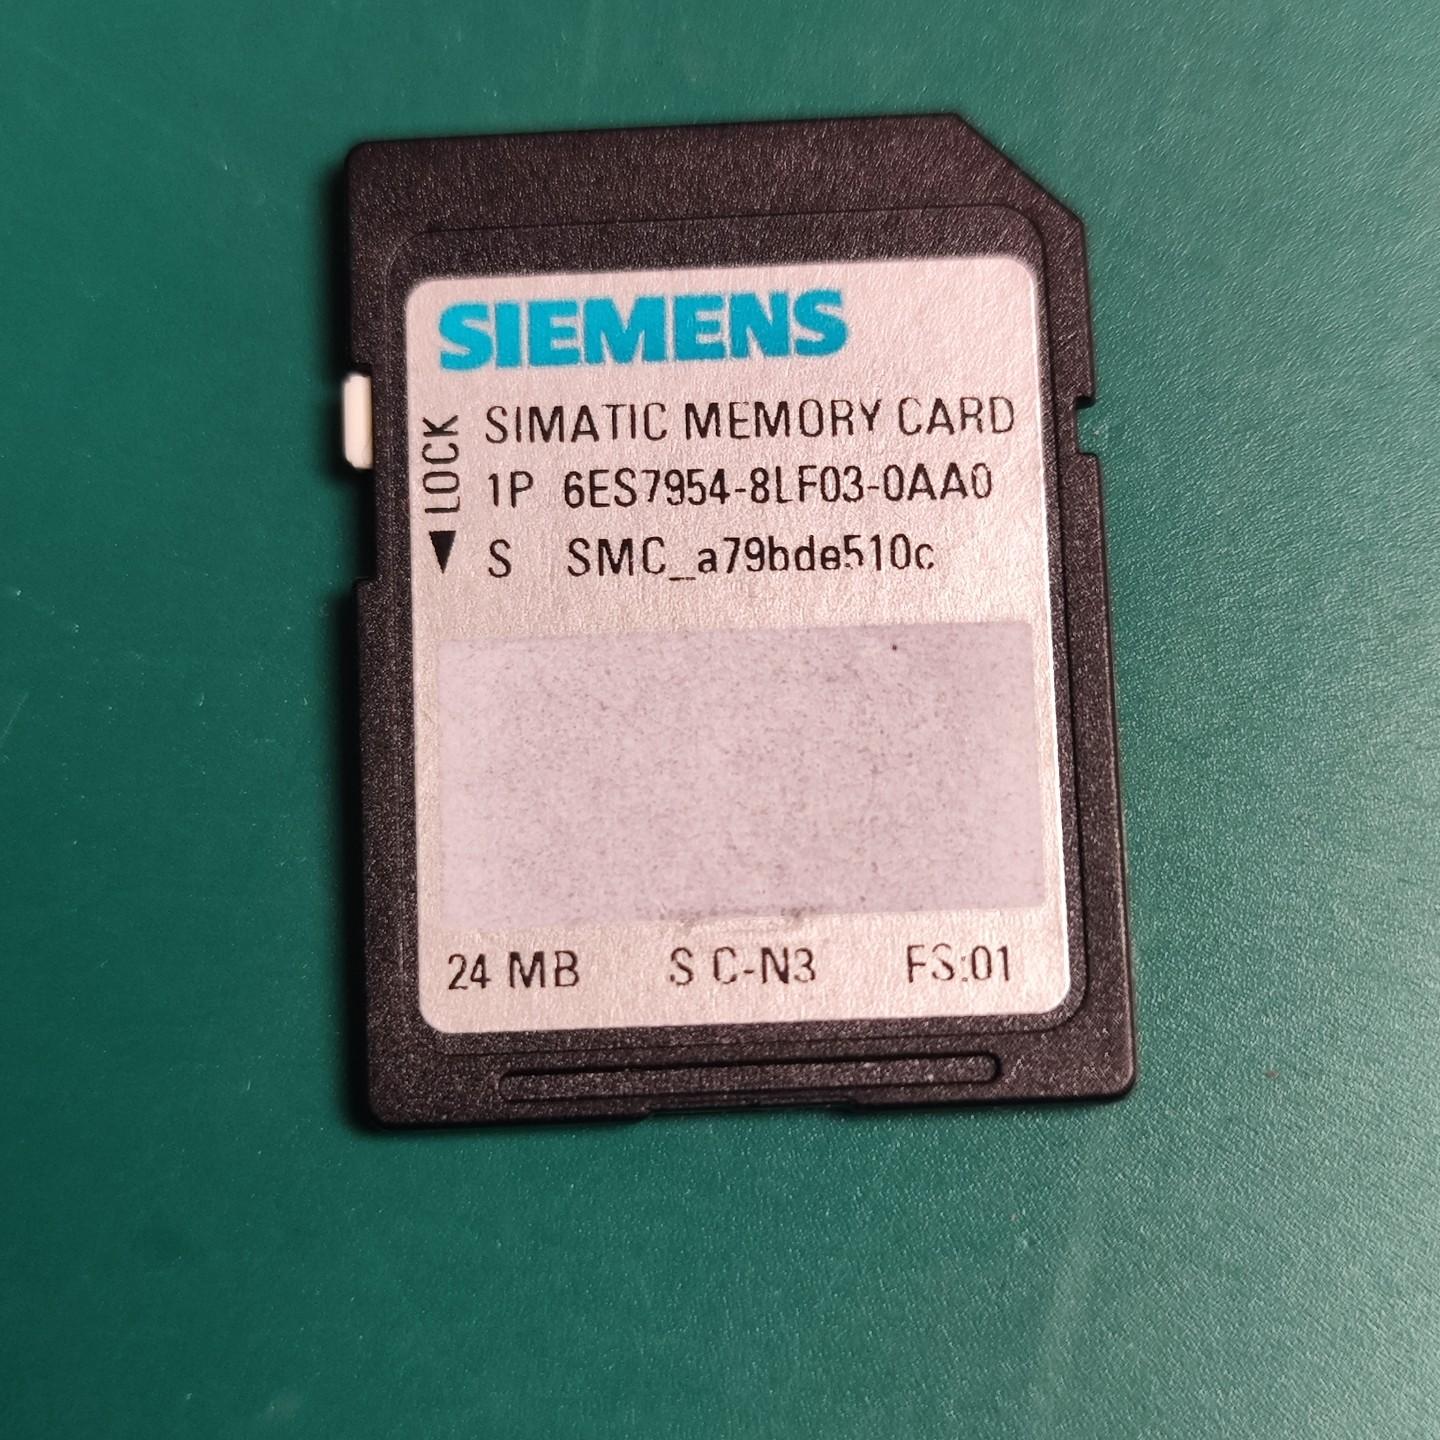 SIEMENS
LOCK
SIMATIC MEMORY CARD
1P 6ES7954-8LF03-0AA0
S SMC_a79bde510c
24 MB S C-N3 FS:01